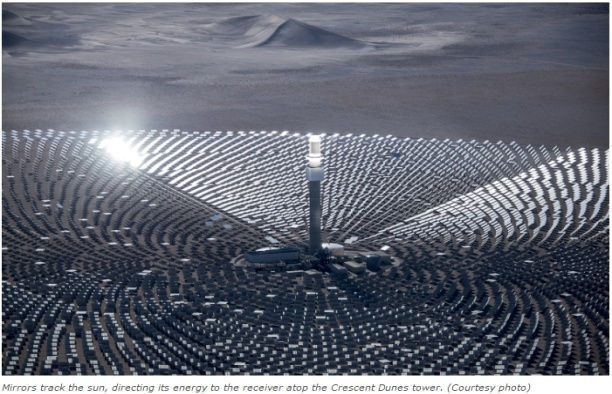 Mirrors track the sun, directing its energy to the receiver atop the Crescent Dunes tower. (Courtesy photo)